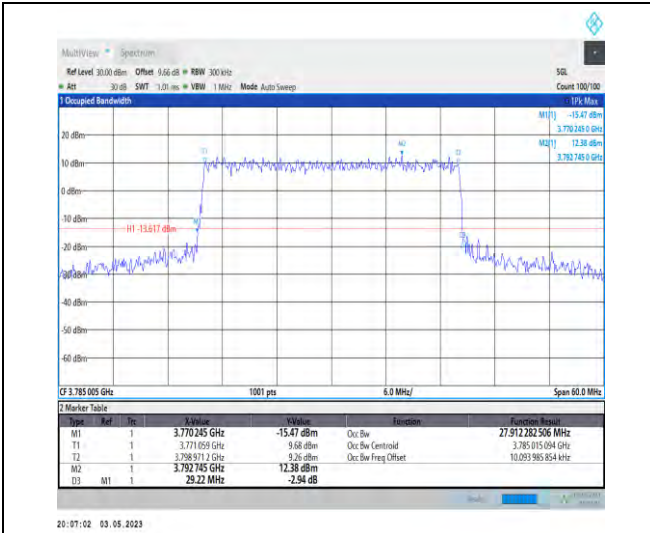 MultiView Spectrum
Ref Level 30.00 dBm Offset 9.66 dB RBW 300 kHz SGL
Att 30 dB SWT 1.01 ms VBW 1 MHz Mode Auto Sweep Count 100/100
1 Occupied Bandwidth 1Pk Max
M1[1] -15.47 dBm
3.770 245 0 GHz
M2[1] 12.38 dBm
3.792 745 0 GHz
20 dBm
10 dBm
0 dBm
-10 dBm
H1 -13.617 dBm
-20 dBm
-30 dBm
-40 dBm
-50 dBm
-60 dBm
CF 3.785 005 GHz 1001 pts 6.0 MHz/ Span 60.0 MHz
2 Marker Table
Type Ref Trc X-Value Y-Value Function Function Result
M1 1 3.770245 GHz -15.47 dBm Occ Bw 27.912 282 506 MHz
T1 1 3.771 059 GHz 9.68 dBm Occ Bw Centroid 3.785 015 094 GHz
T2 1 3.798 971 2 GHz 9.26 dBm Occ Bw Freq Offset 10.093 985 854 kHz
M2 1 3.792745 GHz 12.38 dBm
D3 M1 1 29.22 MHz -2.94 dB
20:07:02 03.05.2023